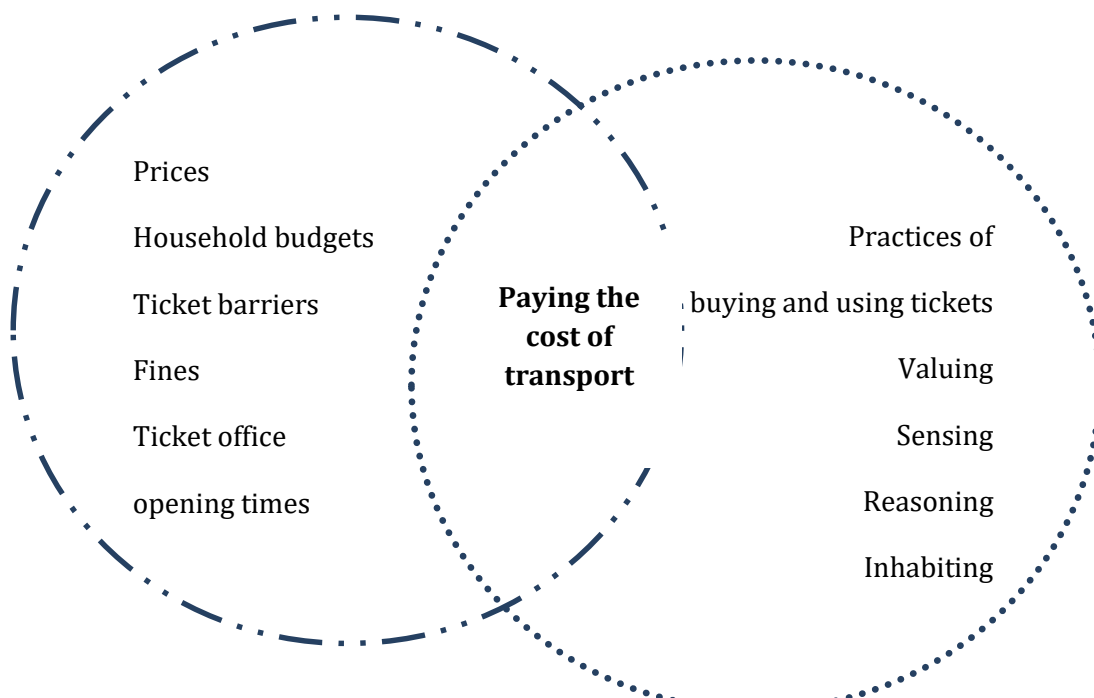 Prices
Household budgets
Ticket barriers
Fines
Ticket office
opening times
Paying the
cost of
transport
Practices of
buying and using tickets
Valuing
Sensing
Reasoning
Inhabiting